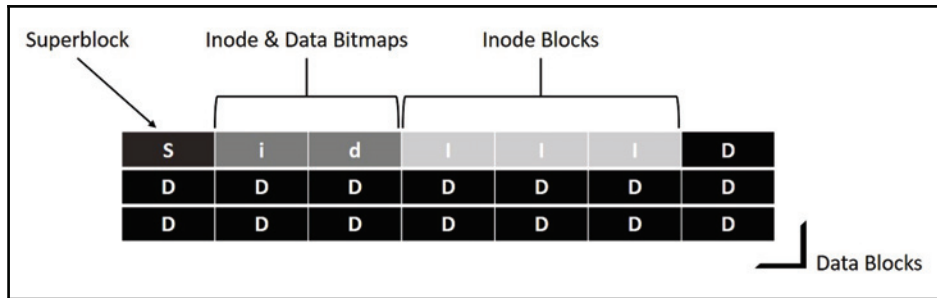 Superblock Inode & Data Bitmaps Inode Blocks
S i d I I I D
D D D D D D D
D D D D D D D
Data Blocks